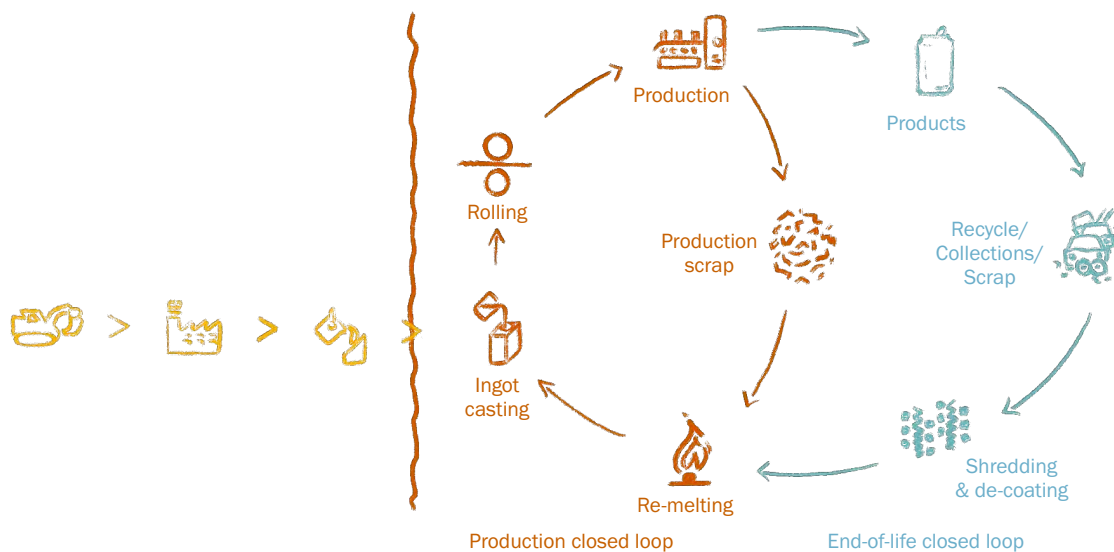 Production
Products
Rolling
Production
scrap
Recycle/
Collections/
Scrap
Ingot
casting
Re-melting
Shredding
& de-coating
Production closed loop
End-of-life closed loop